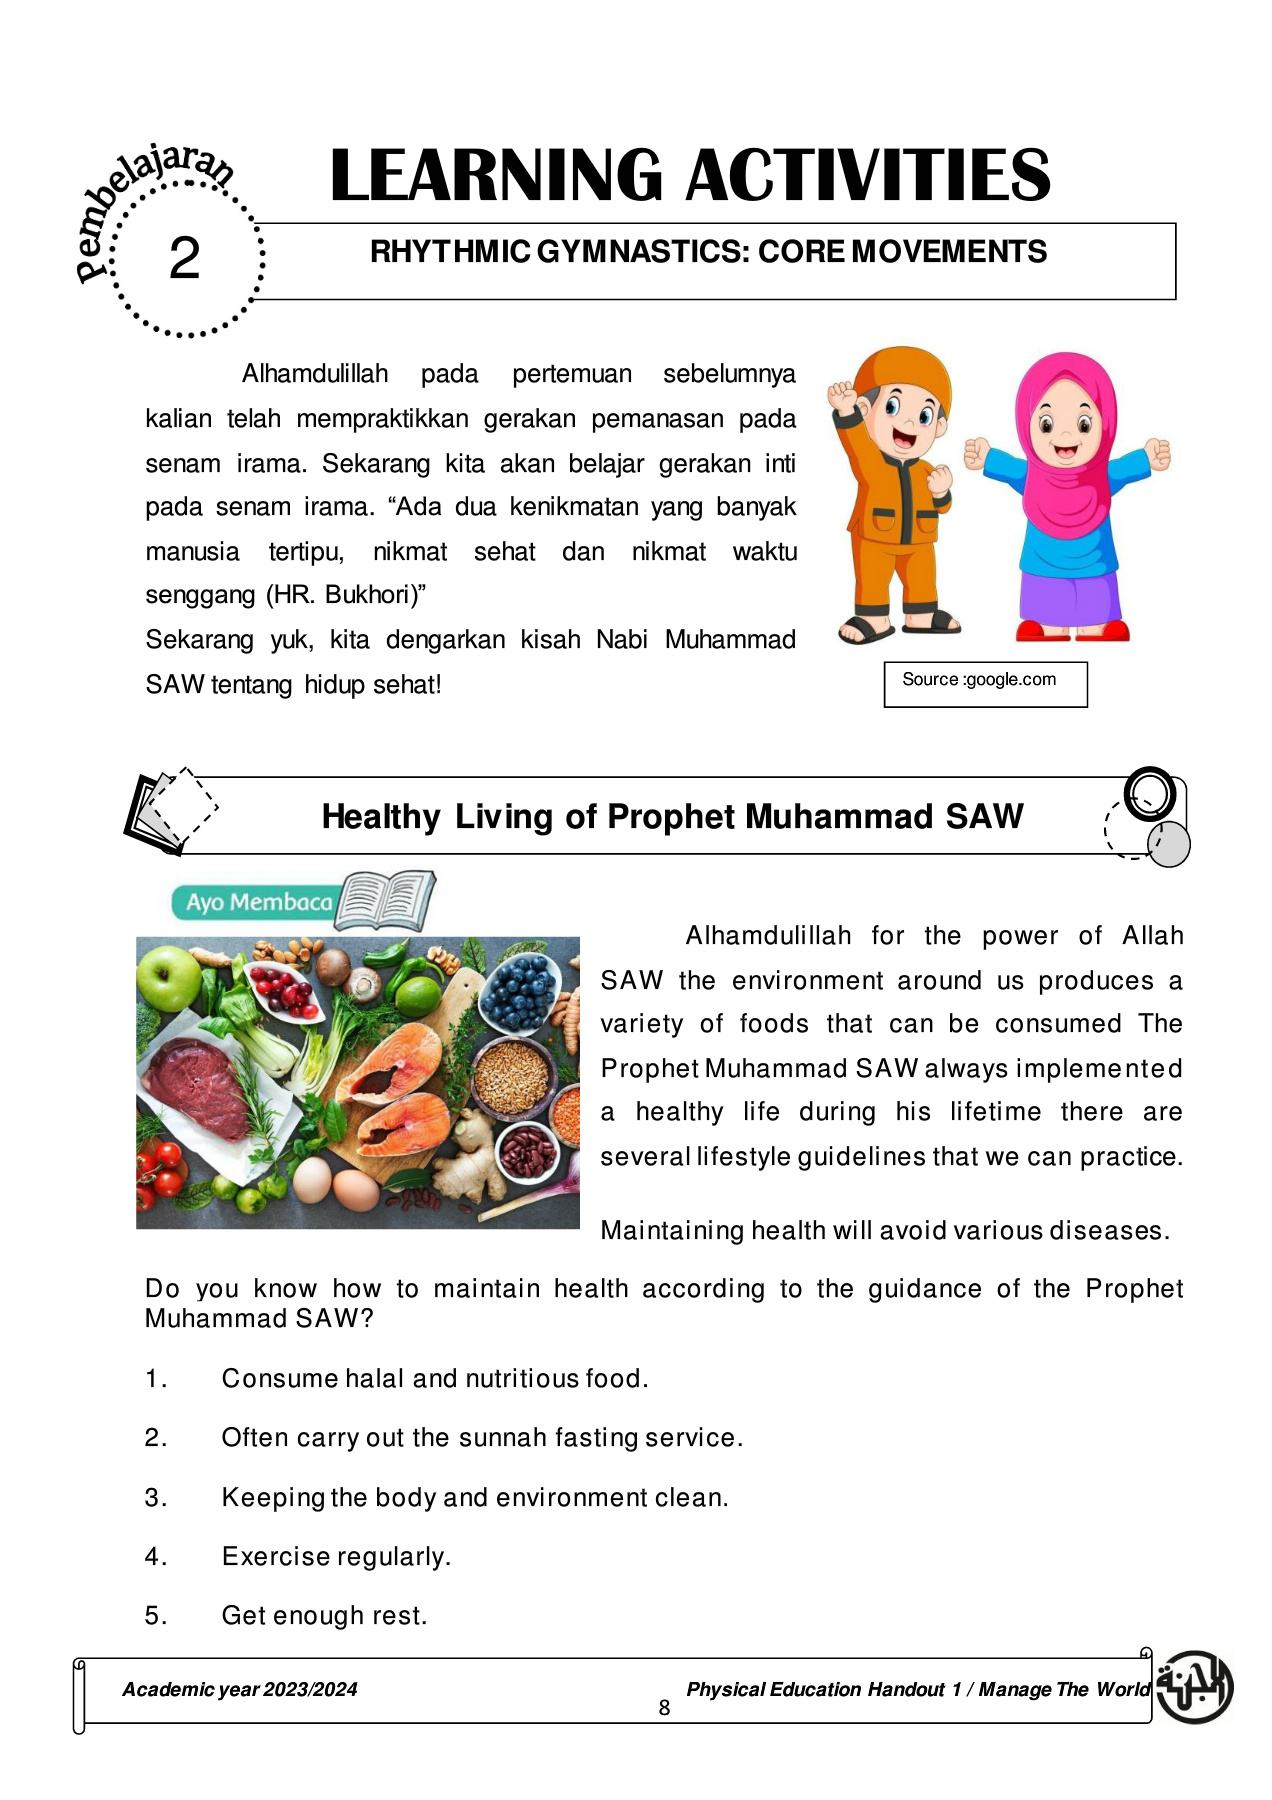 Pembelajaran
2
LEARNING ACTIVITIES
RHYTHMIC GYMNASTICS: CORE MOVEMENTS
Alhamdulillah pada pertemuan sebelumnya
kalian telah mempraktikkan gerakan pemanasan pada
senam irama. Sekarang kita akan belajar gerakan inti
pada senam irama. “Ada dua kenikmatan yang banyak
manusia tertipu, nikmat sehat dan nikmat waktu
senggang (HR. Bukhori)”
Sekarang yuk, kita dengarkan kisah Nabi Muhammad
SAW tentang hidup sehat!
Source :google.com
Healthy Living of Prophet Muhammad SAW
Ayo Membaca
Alhamdulillah for the power of Allah
SAW the environment around us produces a
variety of foods that can be consumed The
Prophet Muhammad SAW always implemented
a healthy life during his lifetime there are
several lifestyle guidelines that we can practice.
Maintaining health will avoid various diseases.
Do you know how to maintain health according to the guidance of the Prophet
Muhammad SAW?
1. Consume halal and nutritious food.
2. Often carry out the sunnah fasting service.
3. Keeping the body and environment clean.
4. Exercise regularly.
5. Get enough rest.
Academic year 2023/2024
Physical Education Handout 1 / Manage The World
8